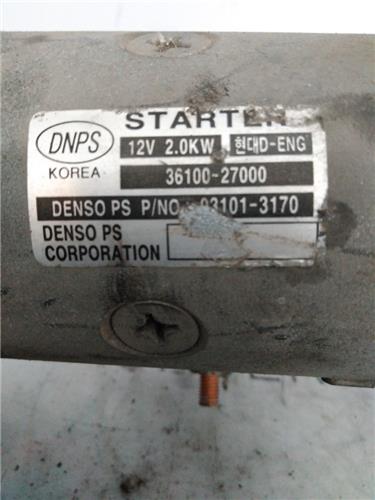 STARTER
DNPS
12V 2.0KW 현대D-ENG
KOREA
36100-27000
DENSO PS P/NO. 03101-3170
DENSO PS
CORPORATION